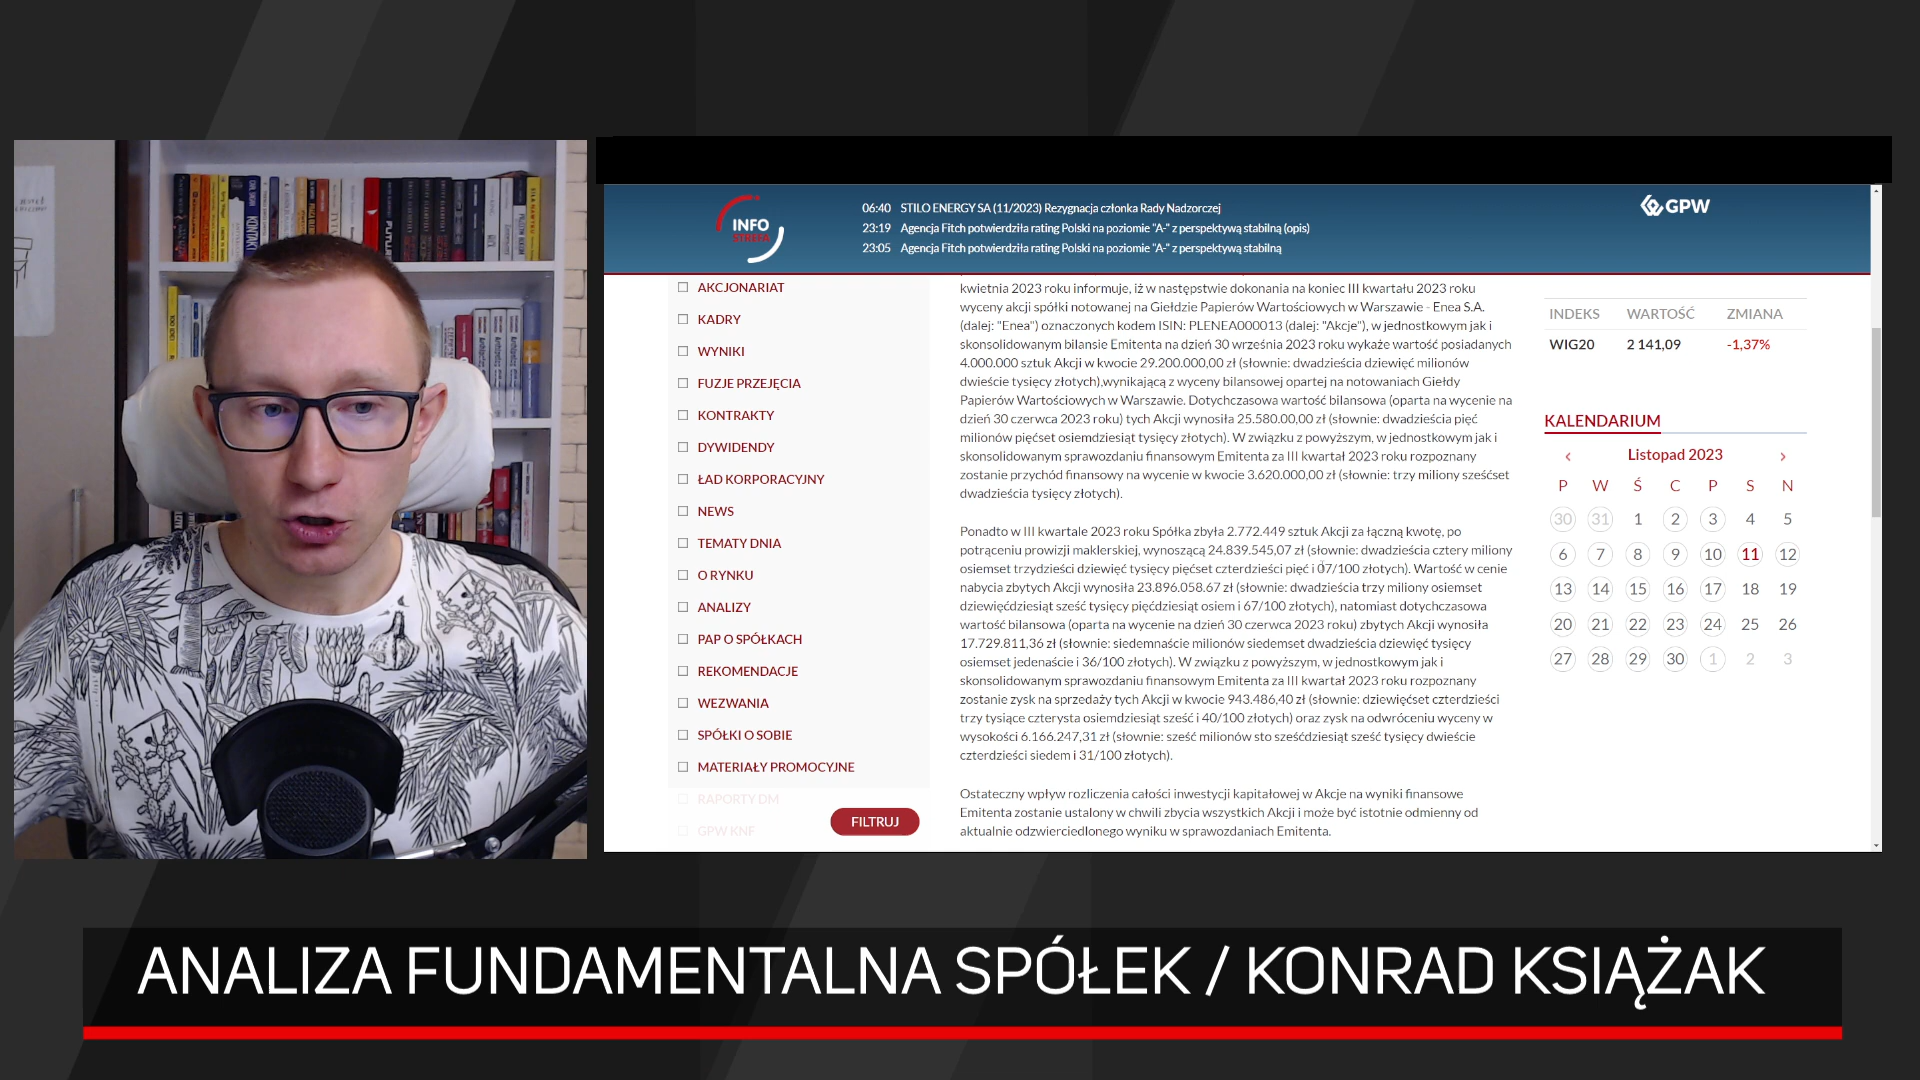 INFO
STREFA
06:40 STILO ENERGY SA (11/2023) Rezygnacja członka Rady Nadzorczej
23:19 Agencja Fitch potwierdziła rating Polski na poziomie "A-" z perspektywą stabilną (opis)
23:05 Agencja Fitch potwierdziła rating Polski na poziomie "A-" z perspektywą stabilną
GPW
AKCJONARIAT
KADRY
WYNIKI
FUZJE PRZEJĘCIA
KONTRAKTY
DYWIDENDY
ŁAD KORPORACYJNY
NEWS
TEMATY DNIA
O RYNKU
ANALIZY
PAP O SPÓŁKACH
REKOMENDACJE
WEZWANIA
SPÓŁKI O SOBIE
MATERIAŁY PROMOCYJNE
RAPORTY DM
GPW KNF
FILTRUJ
kwietnia 2023 roku informuje, iż w następstwie dokonania na koniec III kwartału 2023 roku
wyceny akcji spółki notowanej na Giełdzie Papierów Wartościowych w Warszawie - Enea S.A.
(dalej: "Enea") oznaczonych kodem ISIN: PLENEA000013 (dalej: "Akcje"), w jednostkowym jak i
skonsolidowanym bilansie Emitenta na dzień 30 września 2023 roku wykaże wartość posiadanych
4.000.000 sztuk Akcji w kwocie 29.200.000,00 zł (słownie: dwadzieścia dziewięć milionów
dwieście tysięcy złotych),wynikającą z wyceny bilansowej opartej na notowaniach Giełdy
Papierów Wartościowych w Warszawie. Dotychczasowa wartość bilansowa (oparta na wycenie na
dzień 30 czerwca 2023 roku) tych Akcji wynosiła 25.580.00,00 zł (słownie: dwadzieścia pięć
milionów pięćset osiemdziesiąt tysięcy złotych). W związku z powyższym, w jednostkowym jak i
skonsolidowanym sprawozdaniu finansowym Emitenta za III kwartał 2023 roku rozpoznany
zostanie przychód finansowy na wycenie w kwocie 3.620.000,00 zł (słownie: trzy miliony sześćset
dwadzieścia tysięcy złotych).
Ponadto w III kwartale 2023 roku Spółka zbyła 2.772.449 sztuk Akcji za łączną kwotę, po
potrąceniu prowizji maklerskiej, wynoszącą 24.839.545,07 zł (słownie: dwadzieścia cztery miliony
osiemset trzydzieści dziewięć tysięcy pięćset czterdzieści pięć i 07/100 złotych). Wartość w cenie
nabycia zbytych Akcji wynosiła 23.896.058.67 zł (słownie: dwadzieścia trzy miliony osiemset
dziewięćdziesiąt sześć tysięcy pięćdziesiąt osiem i 67/100 złotych), natomiast dotychczasowa
wartość bilansowa (oparta na wycenie na dzień 30 czerwca 2023 roku) zbytych Akcji wynosiła
17.729.811,36 zł (słownie: siedemnaście milionów siedemset dwadzieścia dziewięć tysięcy
osiemset jedenaście i 36/100 złotych). W związku z powyższym, w jednostkowym jak i
skonsolidowanym sprawozdaniu finansowym Emitenta za III kwartał 2023 roku rozpoznany
zostanie zysk na sprzedaży tych Akcji w kwocie 943.486,40 zł (słownie: dziewięćset czterdzieści
trzy tysiące czterysta osiemdziesiąt sześć i 40/100 złotych) oraz zysk na odwróceniu wyceny w
wysokości 6.166.247,31 zł (słownie: sześć milionów sto sześćdziesiąt sześć tysięcy dwieście
czterdzieści siedem i 31/100 złotych).
Ostateczny wpływ rozliczenia całości inwestycji kapitałowej w Akcje na wyniki finansowe
Emitenta zostanie ustalony w chwili zbycia wszystkich Akcji i może być istotnie odmienny od
aktualnie odzwierciedlonego wyniku w sprawozdaniach Emitenta.
INDEKS WARTOŚĆ ZMIANA
WIG20 2 141,09 -1,37%
KALENDARIUM
‹ Listopad 2023 ›
P W Ś C P S N
30 31 1 2 3 4 5
6 7 8 9 10 11 12
13 14 15 16 17 18 19
20 21 22 23 24 25 26
27 28 29 30 1 2 3
ANALIZA FUNDAMENTALNA SPÓŁEK / KONRAD KSIĄŻAK